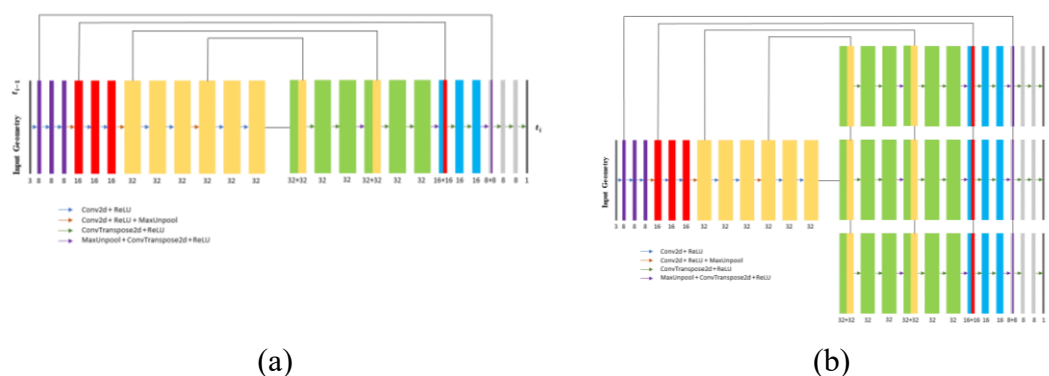 t_{i-1}
Input Geometry
t_i
3 8 8 8 16 16 16 32 32 32 32 32 32 32+32 32 32 32+32 32 32 16+16 16 16 8+8 8 8 1
Conv2d + ReLU
Conv2d + ReLU + MaxUnpool
ConvTranspose2d + ReLU
MaxUnpool + ConvTranspose2d + ReLU
(a)
Input Geometry
3 8 8 8 16 16 16 32 32 32 32 32 32
Conv2d + ReLU
Conv2d + ReLU + MaxUnpool
ConvTranspose2d + ReLU
MaxUnpool + ConvTranspose2d + ReLU
32+32 32 32 32+32 32 32 16+16 16 16 8+8 8 8 1
(b)